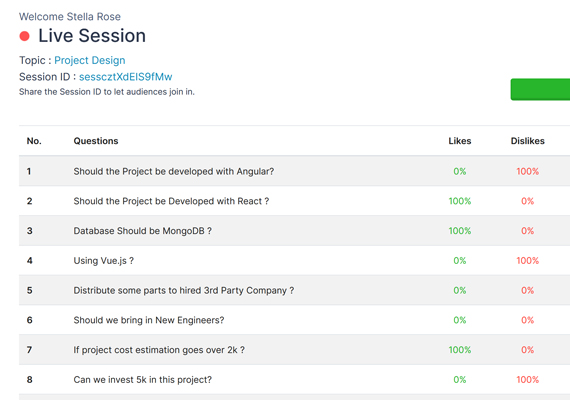 Welcome Stella Rose
Live Session
Topic : Project Design
Session ID : sesscztXdEIS9fMw
Share the Session ID to let audiences join in.
No. Questions Likes Dislikes
1 Should the Project be developed with Angular? 0% 100%
2 Should the Project be Developed with React ? 100% 0%
3 Database Should be MongoDB ? 100% 0%
4 Using Vue.js ? 0% 100%
5 Distribute some parts to hired 3rd Party Company ? 0% 0%
6 Should we bring in New Engineers? 0% 0%
7 If project cost estimation goes over 2k ? 100% 0%
8 Can we invest 5k in this project? 0% 100%